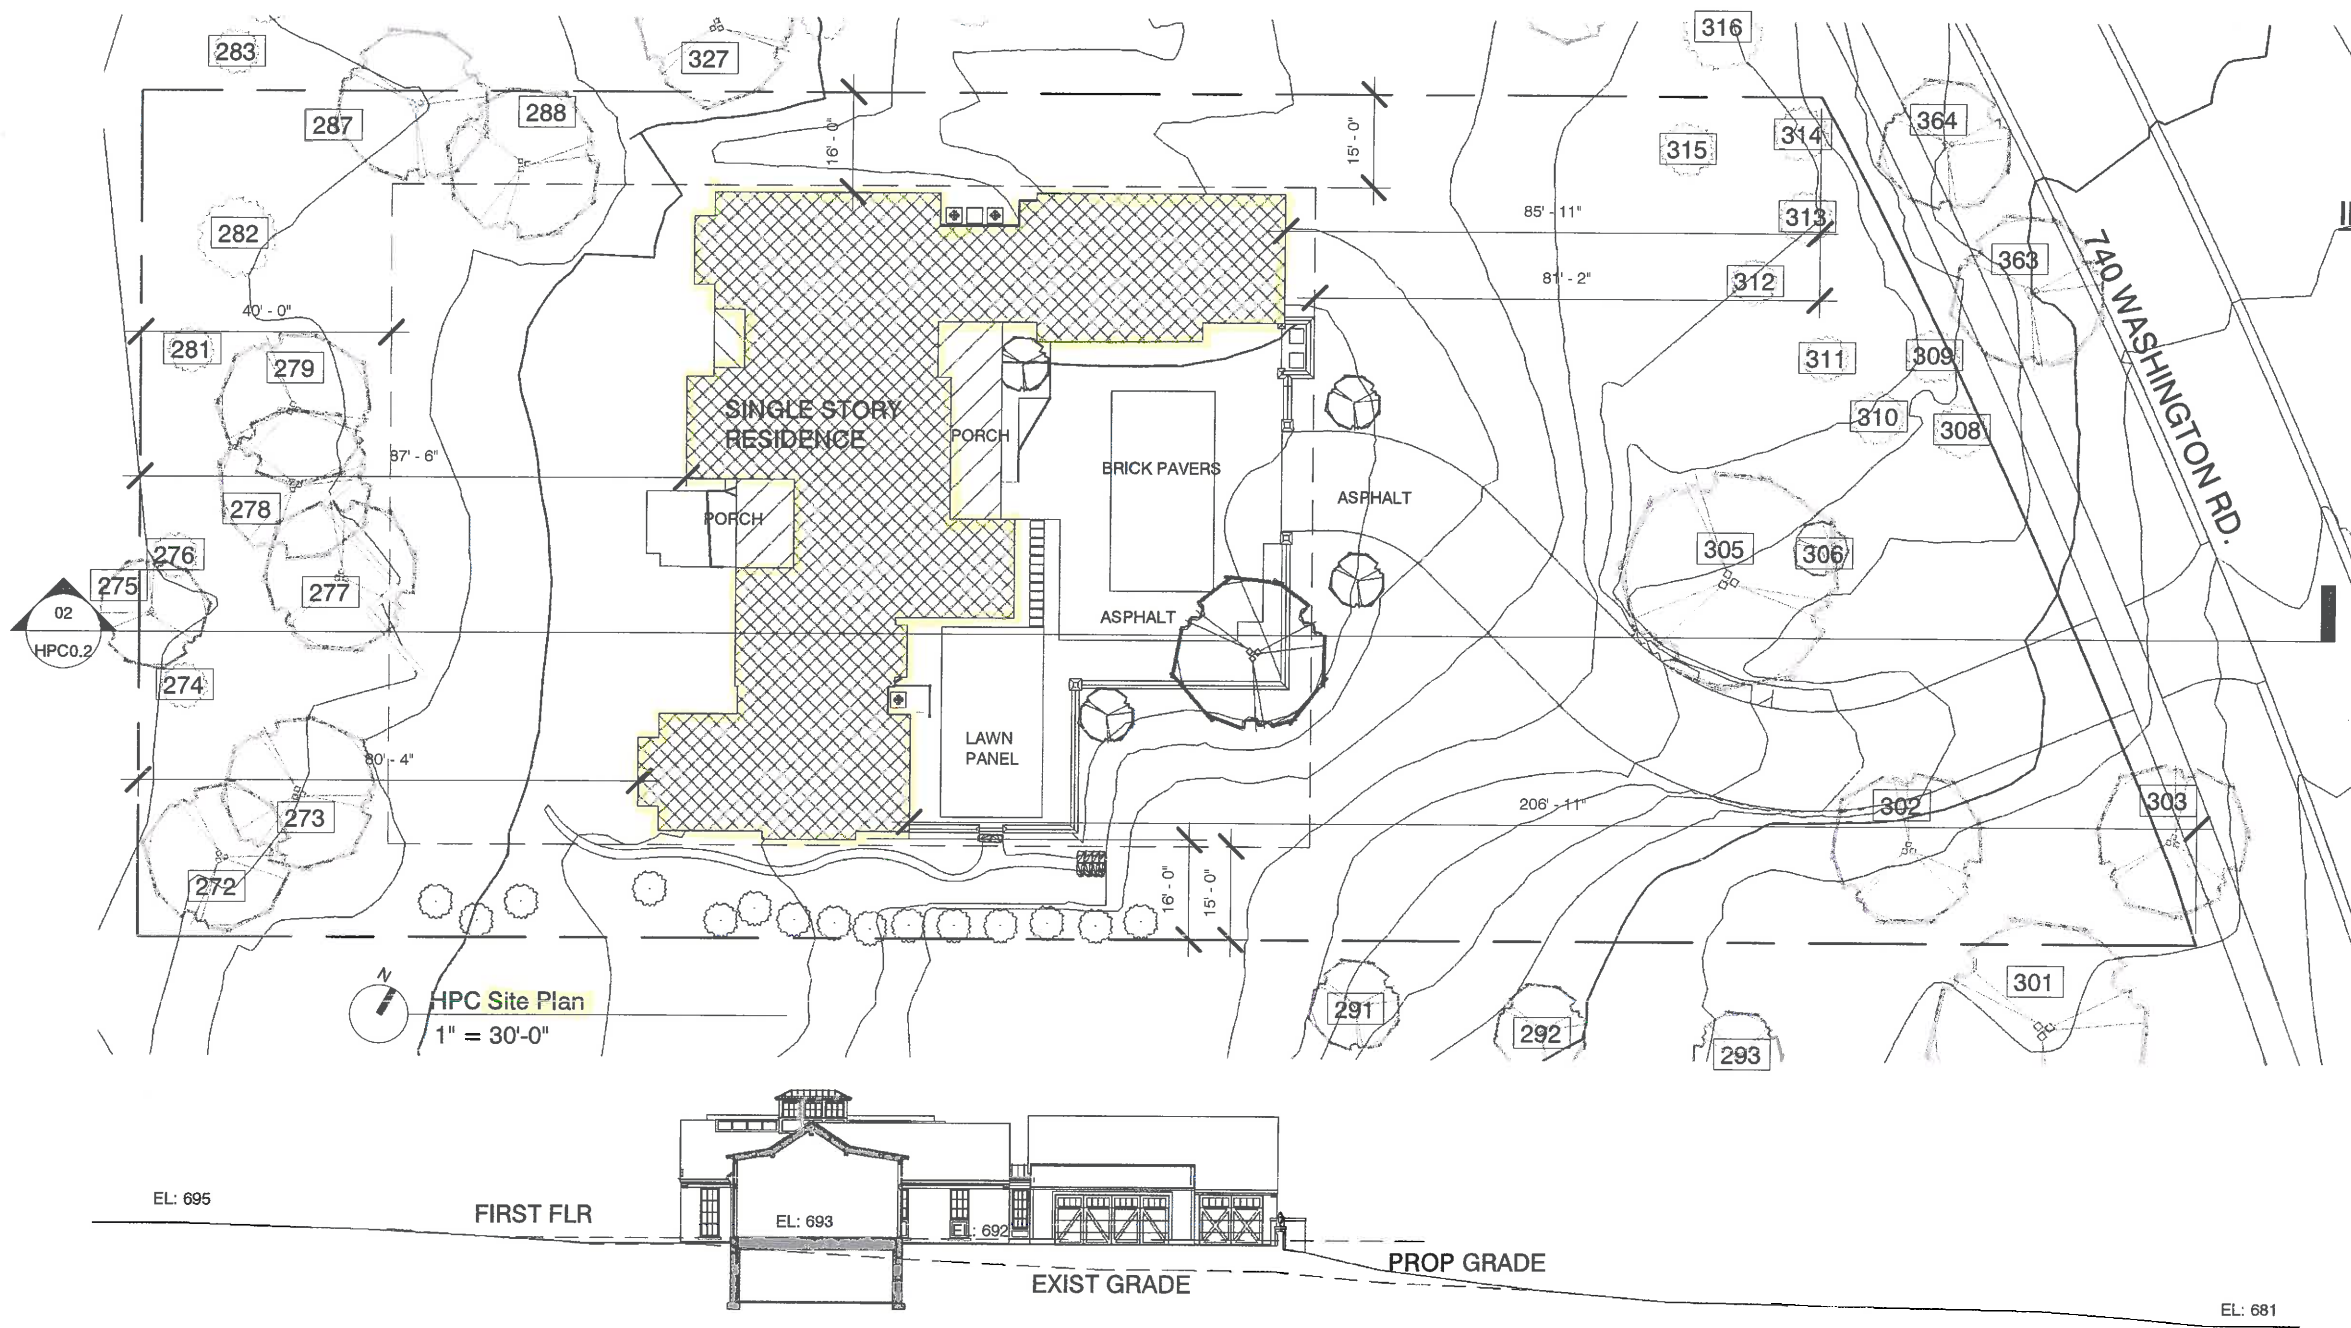 283
327
316
287
288
364
315
314
16' - 0"
15' - 0"
282
85' - 11"
313
363
81' - 2"
312
740 WASHINGTON RD.
40' - 0"
281
279
311
309
SINGLE STORY
RESIDENCE
PORCH
310
308
87' - 6"
BRICK PAVERS
ASPHALT
278
PORCH
276
305
306
275
277
02
HPC0.2
ASPHALT
274
LAWN
PANEL
80' - 4"
273
206' - 11"
302
303
272
16' - 0"
15' - 0"
N
HPC Site Plan
1" = 30'-0"
301
291
292
293
EL: 695
FIRST FLR
EL: 693
EL: 692
PROP GRADE
EXIST GRADE
EL: 681